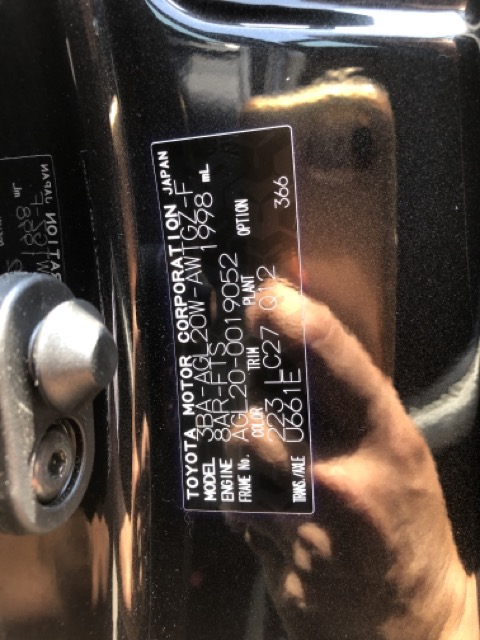 TOYOTA MOTOR CORPORATION JAPAN
MODEL 3BA-AGL20W-AWTGZ-F
ENGINE 8AR-FTS 1998 mL
FRAME No. AGL20-0019052
COLOR TRIM PLANT OPTION
223 LC27 Q12
TRANS./AXLE U661E 366